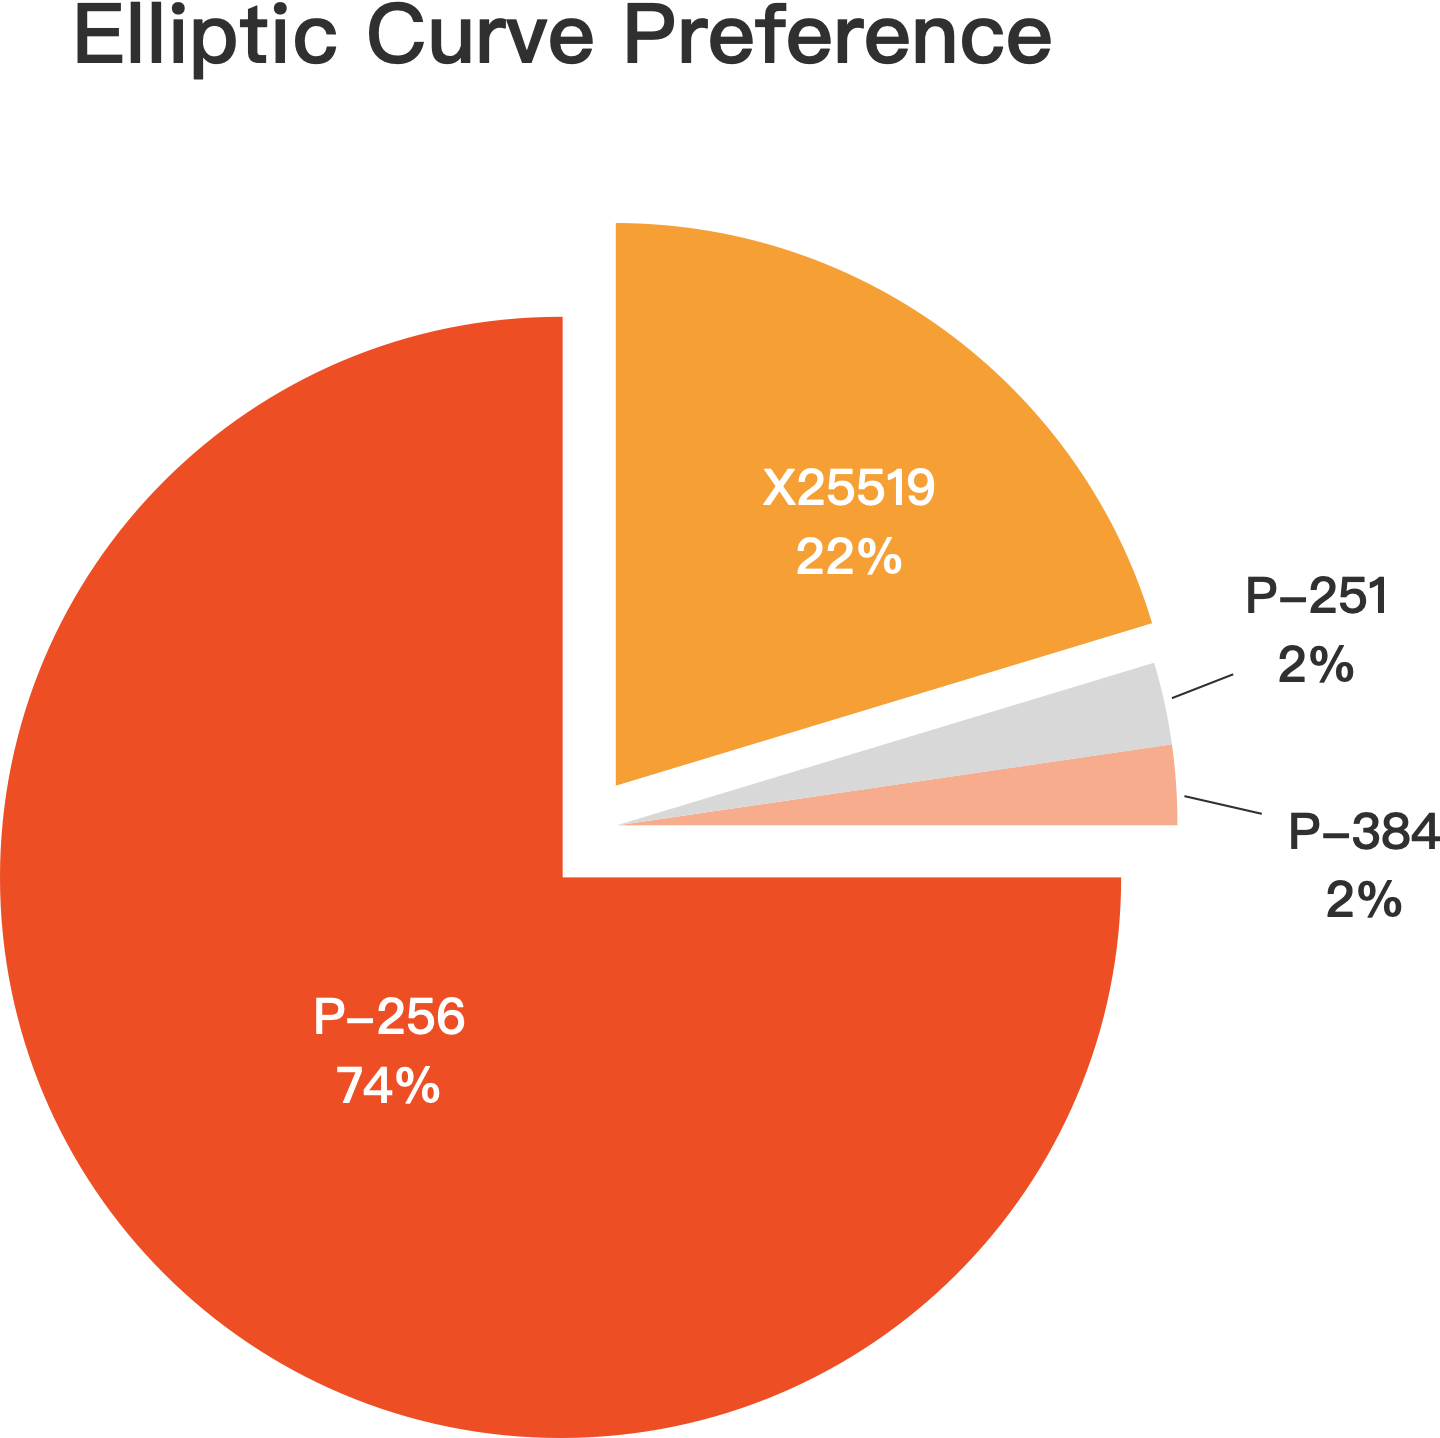 Elliptic Curve Preference
X25519
22%
P–251
2%
P–384
2%
P–256
74%